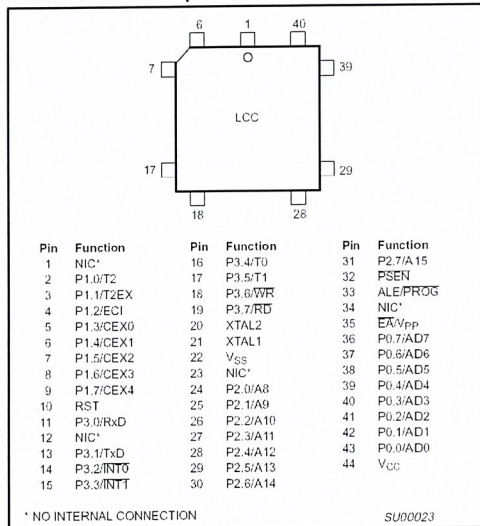 6 1 40
7 39
LCC
17 29
18 28
Pin Function Pin Function Pin Function
1 NIC* 16 P3.4/T0 31 P2.7/A15
2 P1.0/T2 17 P3.5/T1 32 PSEN
3 P1.1/T2EX 18 P3.6/WR 33 ALE/PROG
4 P1.2/ECI 19 P3.7/RD 34 NIC*
5 P1.3/CEX0 20 XTAL2 35 EA/VPP
6 P1.4/CEX1 21 XTAL1 36 P0.7/AD7
7 P1.5/CEX2 22 VSS 37 P0.6/AD6
8 P1.6/CEX3 23 NIC* 38 P0.5/AD5
9 P1.7/CEX4 24 P2.0/A8 39 P0.4/AD4
10 RST 25 P2.1/A9 40 P0.3/AD3
11 P3.0/RxD 26 P2.2/A10 41 P0.2/AD2
12 NIC* 27 P2.3/A11 42 P0.1/AD1
13 P3.1/TxD 28 P2.4/A12 43 P0.0/AD0
14 P3.2/INT0 29 P2.5/A13 44 VCC
15 P3.3/INT1 30 P2.6/A14
* NO INTERNAL CONNECTION SU00023